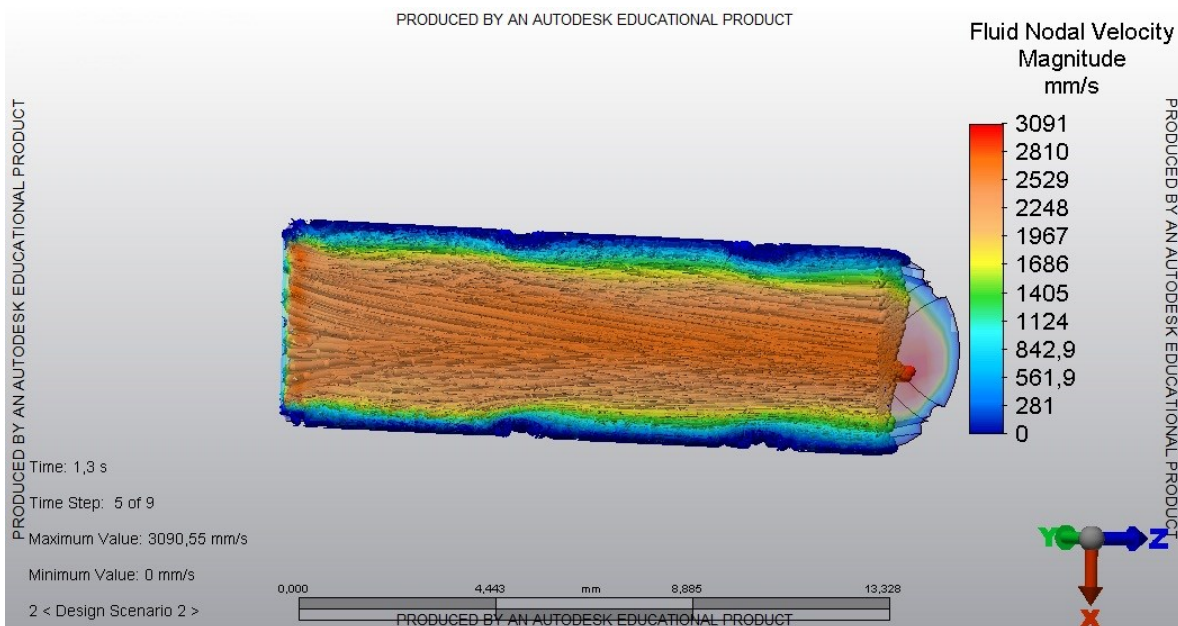 PRODUCED BY AN AUTODESK EDUCATIONAL PRODUCT
Fluid Nodal Velocity
Magnitude
mm/s
3091
2810
2529
2248
1967
1686
1405
1124
842,9
561,9
281
0
PRODUCED BY AN AUTODESK EDUCATIONAL PRODUCT
PRODUCED BY AN AUTODESK EDUCATIONAL PRODUCT
Time: 1,3 s
Time Step: 5 of 9
Maximum Value: 3090,55 mm/s
Minimum Value: 0 mm/s
2 < Design Scenario 2 >
0,000 4,443 mm 8,885 13,328
PRODUCED BY AN AUTODESK EDUCATIONAL PRODUCT
Y Z
X